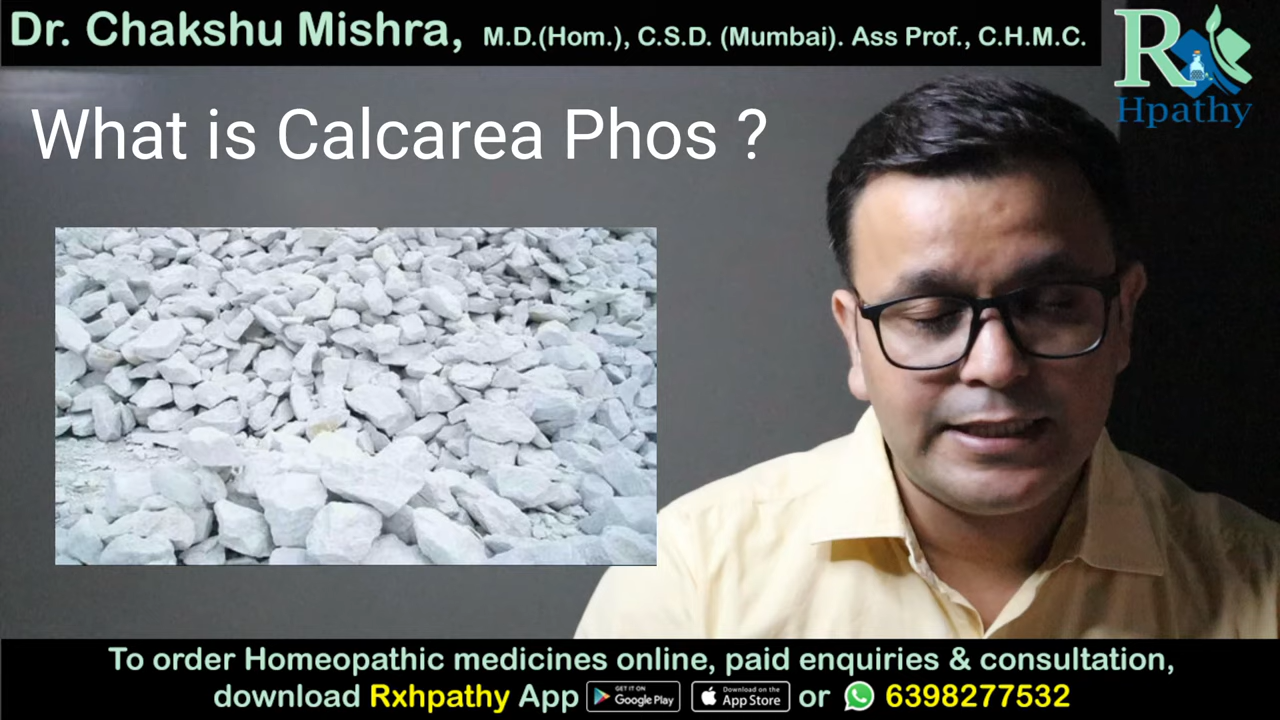 Dr. Chakshu Mishra, M.D.(Hom.), C.S.D. (Mumbai). Ass Prof., C.H.M.C.
Rx
Hpathy
What is Calcarea Phos ?
To order Homeopathic medicines online, paid enquiries & consultation,
download Rxhpathy App GET IT ON Google Play Download on the App Store or 6398277532